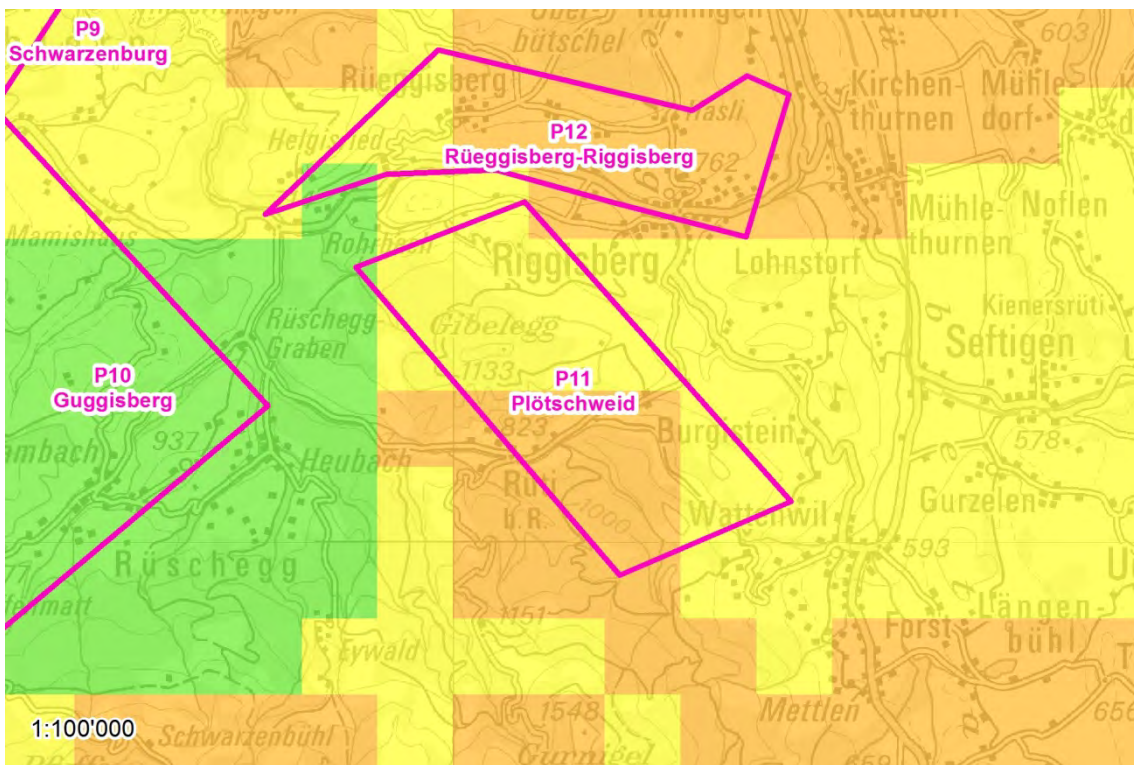 P9
Schwarzenburg
bütschel
603
Rüeggisberg
Kirchen-
thurnen
Mühle-
dorf
Helgisried
P12
Rüeggisberg-Riggisberg
762
Mühle-
thurnen
Noflen
Mamishaus
Rohrbach
Riggisberg
Lohnstorf
Kienersrüti
Rüschegg-
Graben
Gibelegg
Seftigen
1133
P10
Guggisberg
P11
Plötschweid
937
823
Burgistein
578
Heubach
Rüti
b. R.
1000
Wattenwil
Gurzelen
Rüschegg
593
1151
Längen-
bühl
Forst
Eywald
1:100'000
Schwarzenbühl
1548
Mettlen
656
Gurnigel
659